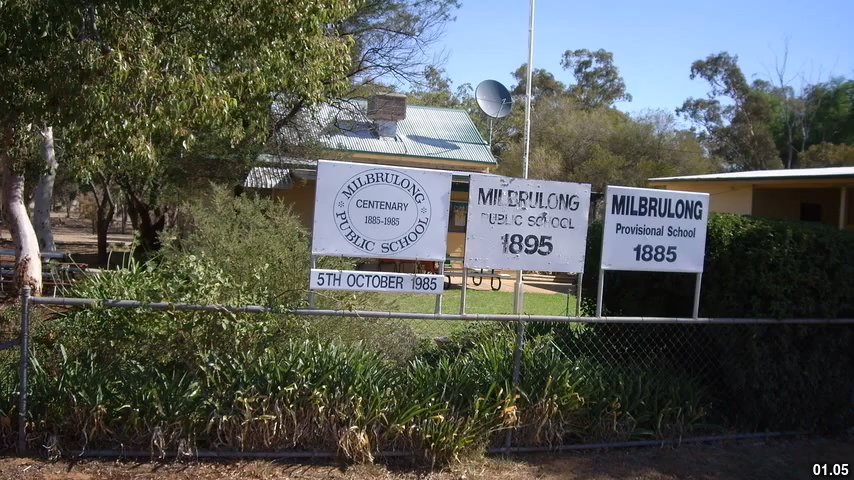 MILBRULONG
CENTENARY
1885-1985
PUBLIC SCHOOL
5TH OCTOBER 1985
MILBRULONG
PUBLIC SCHOOL
1895
MILBRULONG
Provisional School
1885
01.05